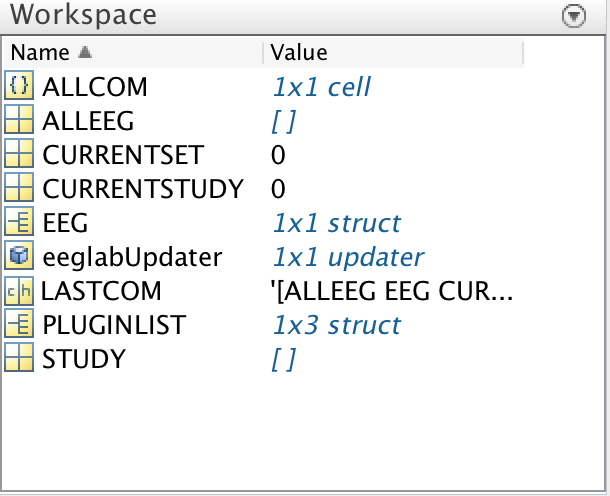 Workspace
Name Value
{} ALLCOM 1x1 cell
ALLEEG []
CURRENTSET 0
CURRENTSTUDY 0
EEG 1x1 struct
eeglabUpdater 1x1 updater
ch LASTCOM '[ALLEEG EEG CUR...
PLUGINLIST 1x3 struct
STUDY []